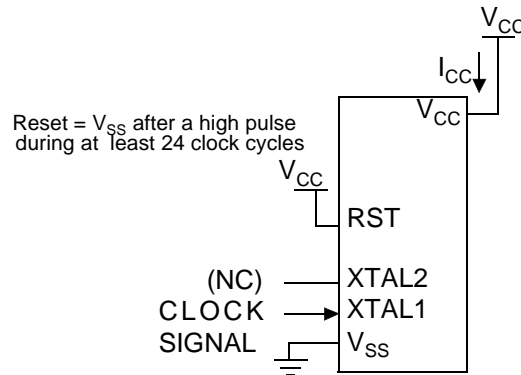 VCC
ICC
VCC
Reset = VSS after a high pulse
during at least 24 clock cycles
VCC
RST
(NC)
XTAL2
CLOCK
XTAL1
SIGNAL
VSS